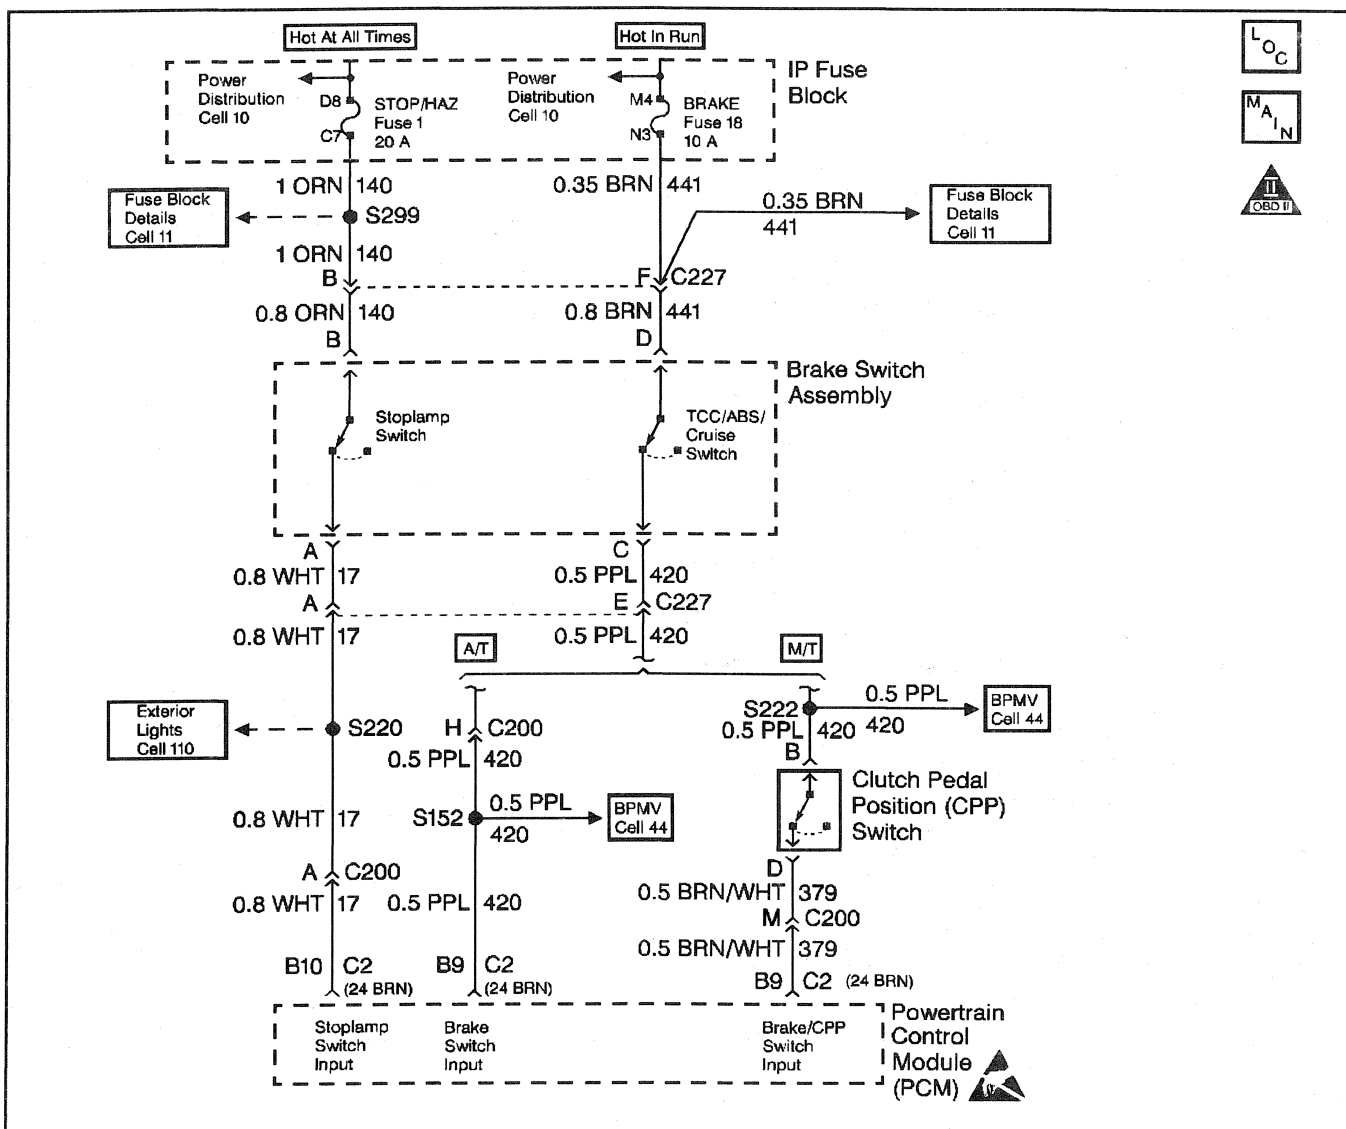 Hot At All Times
Hot In Run
L
O
C
M
A
I
N
II
OBD II
IP Fuse
Block
Power
Distribution
Cell 10
D8
C7
STOP/HAZ
Fuse 1
20 A
Power
Distribution
Cell 10
M4
N3
BRAKE
Fuse 18
10 A
1 ORN 140
0.35 BRN 441
Fuse Block
Details
Cell 11
S299
0.35 BRN
441
Fuse Block
Details
Cell 11
1 ORN 140
B
F C227
0.8 ORN 140
0.8 BRN 441
B
D
Brake Switch
Assembly
Stoplamp
Switch
TCC/ABS/
Cruise
Switch
A
C
0.8 WHT 17
0.5 PPL 420
A
E C227
0.8 WHT 17
0.5 PPL 420
A/T
M/T
Exterior
Lights
Cell 110
S220
H C200
0.5 PPL 420
S222
0.5 PPL
420
BPMV
Cell 44
0.5 PPL 420
B
Clutch Pedal
Position (CPP)
Switch
0.8 WHT 17
S152
0.5 PPL
420
BPMV
Cell 44
A C200
D
0.5 BRN/WHT 379
0.8 WHT 17
0.5 PPL 420
M C200
0.5 BRN/WHT 379
B10 C2
(24 BRN)
B9 C2
(24 BRN)
B9 C2 (24 BRN)
Stoplamp
Switch
Input
Brake
Switch
Input
Brake/CPP
Switch
Input
Powertrain
Control
Module
(PCM)